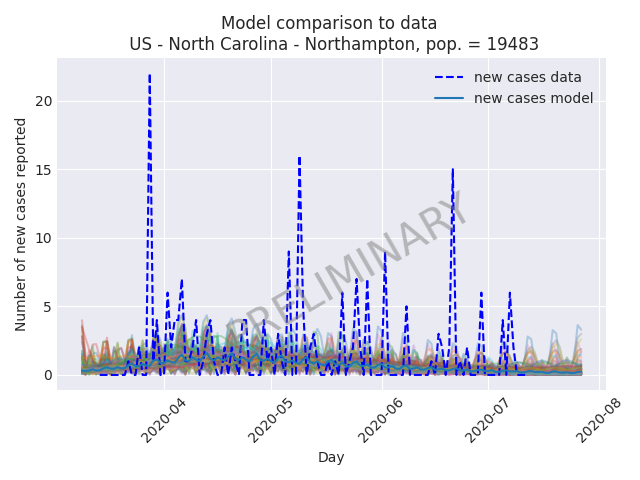 Model comparison to data
US - North Carolina - Northampton, pop. = 19483
Number of new cases reported
20
15
10
5
0
new cases data
new cases model
PRELIMINARY
2020-04
2020-05
2020-06
2020-07
2020-08
Day